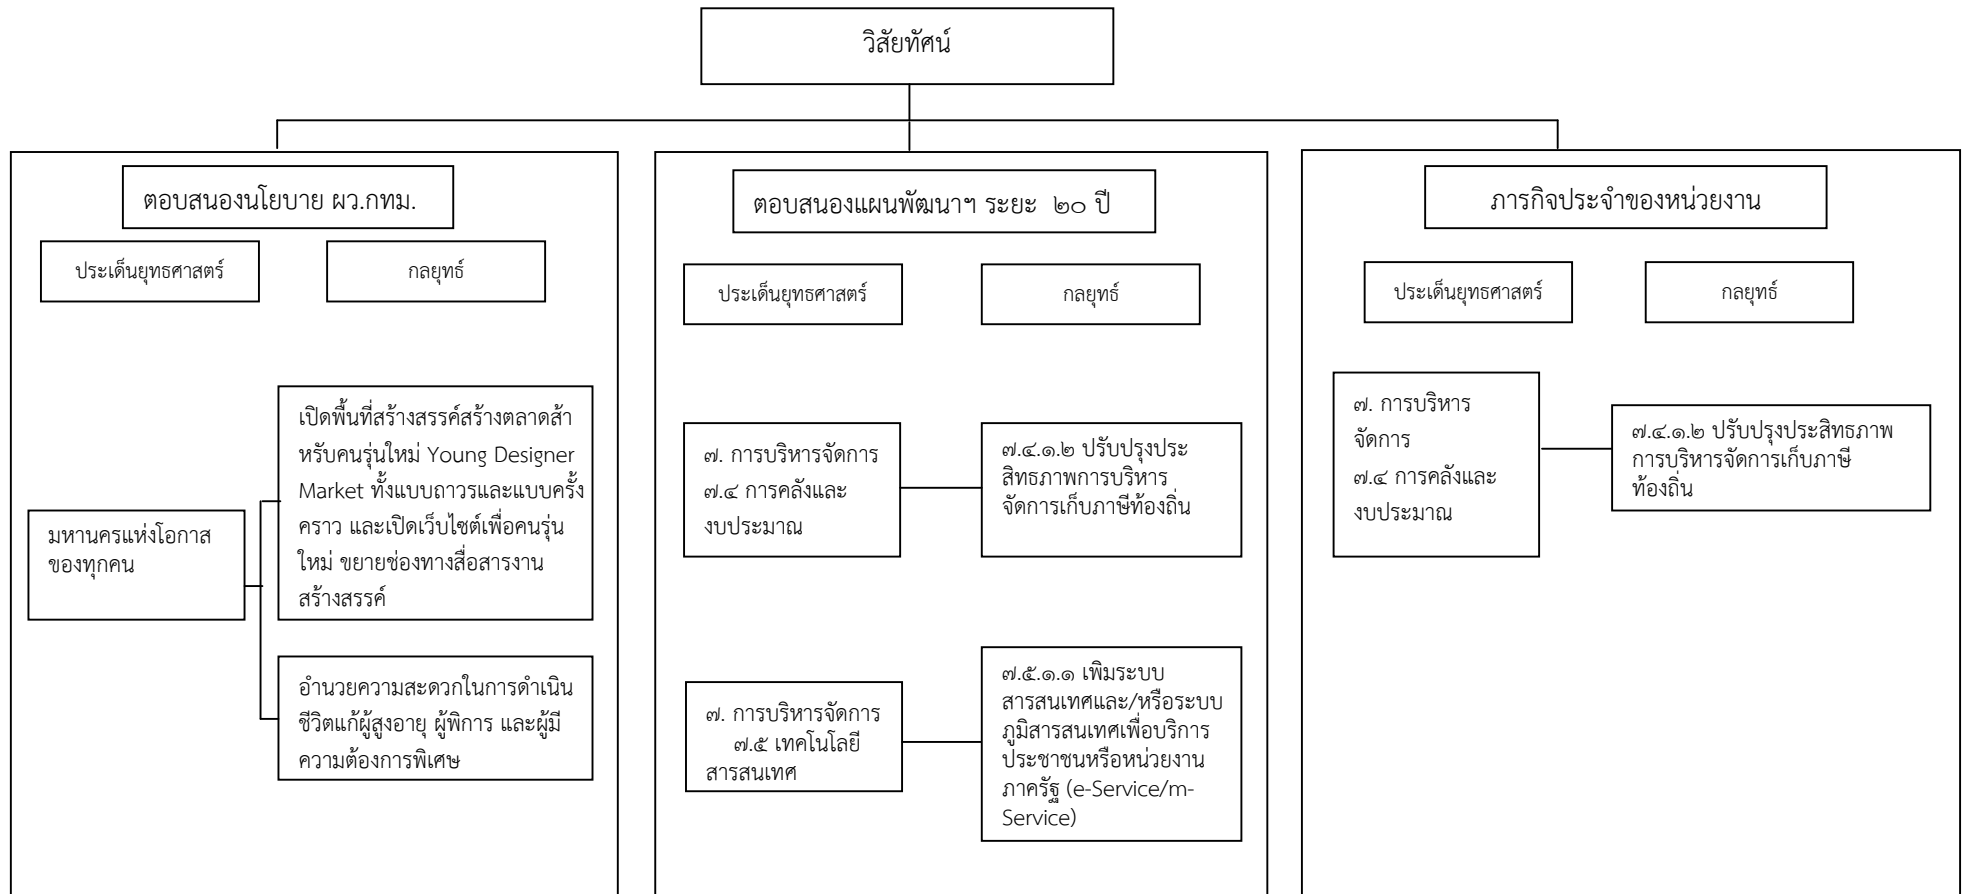 วิสัยทัศน์
ตอบสนองนโยบาย ผว.กทม.
ประเด็นยุทธศาสตร์
กลยุทธ์
มหานครแห่งโอกาส
ของทุกคน
เปิดพื้นที่สร้างสรรค์สร้างตลาดส้า
หรับคนรุ่นใหม่ Young Designer
Market ทั้งแบบถาวรและแบบครั้ง
คราว และเปิดเว็บไซต์เพื่อคนรุ่น
ใหม่ ขยายช่องทางสื่อสารงาน
สร้างสรรค์
อำนวยความสะดวกในการดำเนิน
ชีวิตแก้ผู้สูงอายุ ผู้พิการ และผู้มี
ความต้องการพิเศษ
ตอบสนองแผนพัฒนาฯ ระยะ ๒๐ ปี
ประเด็นยุทธศาสตร์
กลยุทธ์
๗. การบริหารจัดการ
๗.๔ การคลังและ
งบประมาณ
๗.๔.๑.๒ ปรับปรุงประ
สิทธภาพการบริหาร
จัดการเก็บภาษีท้องถิ่น
๗. การบริหารจัดการ
๗.๕ เทคโนโลยี
สารสนเทศ
๗.๕.๑.๑ เพิมระบบ
สารสนเทศและ/หรือระบบ
ภูมิสารสนเทศเพื่อบริการ
ประชาชนหรือหน่วยงาน
ภาครัฐ (e-Service/m-
Service)
ภารกิจประจำของหน่วยงาน
ประเด็นยุทธศาสตร์
กลยุทธ์
๗. การบริหาร
จัดการ
๗.๔ การคลังและ
งบประมาณ
๗.๔.๑.๒ ปรับปรุงประสิทธภาพ
การบริหารจัดการเก็บภาษี
ท้องถิ่น